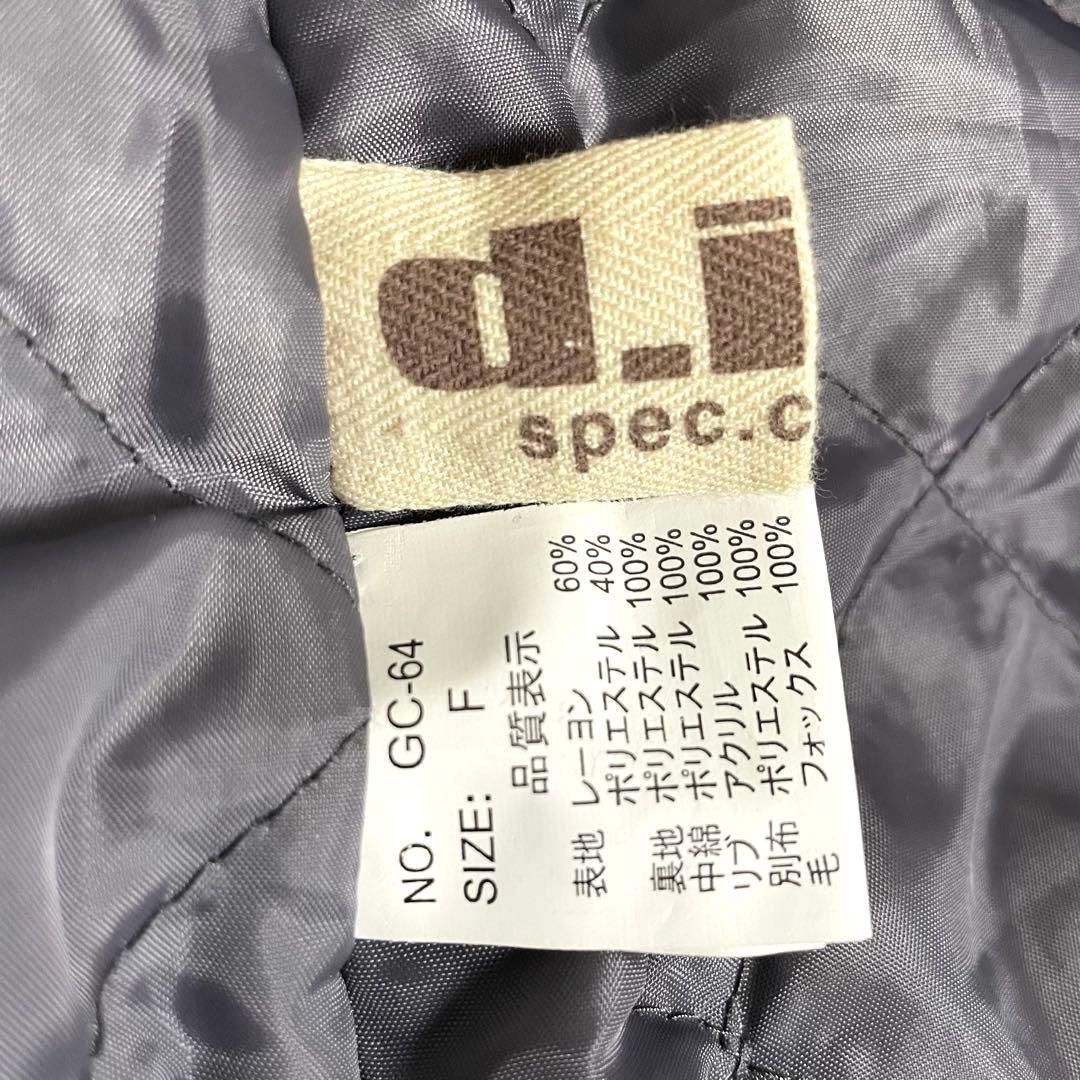 d_i
spec.c
NO. GC-64
SIZE: F
品質表示
表地 レーヨン 60%
ポリエステル 40%
裏地 ポリエステル 100%
中綿 ポリエステル 100%
リブ アクリル 100%
別布 ポリエステル 100%
毛 フォックス 100%